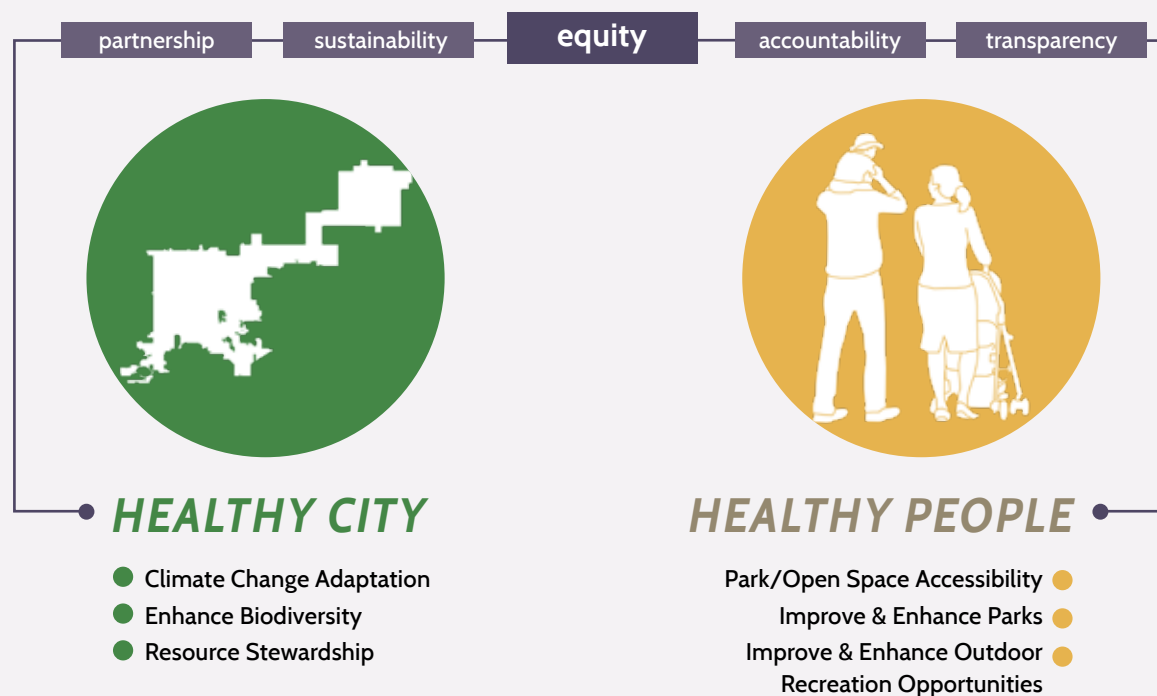 partnership
sustainability
equity
accountability
transparency
HEALTHY CITY
Climate Change Adaptation
Enhance Biodiversity
Resource Stewardship
HEALTHY PEOPLE
Park/Open Space Accessibility
Improve & Enhance Parks
Improve & Enhance Outdoor
Recreation Opportunities